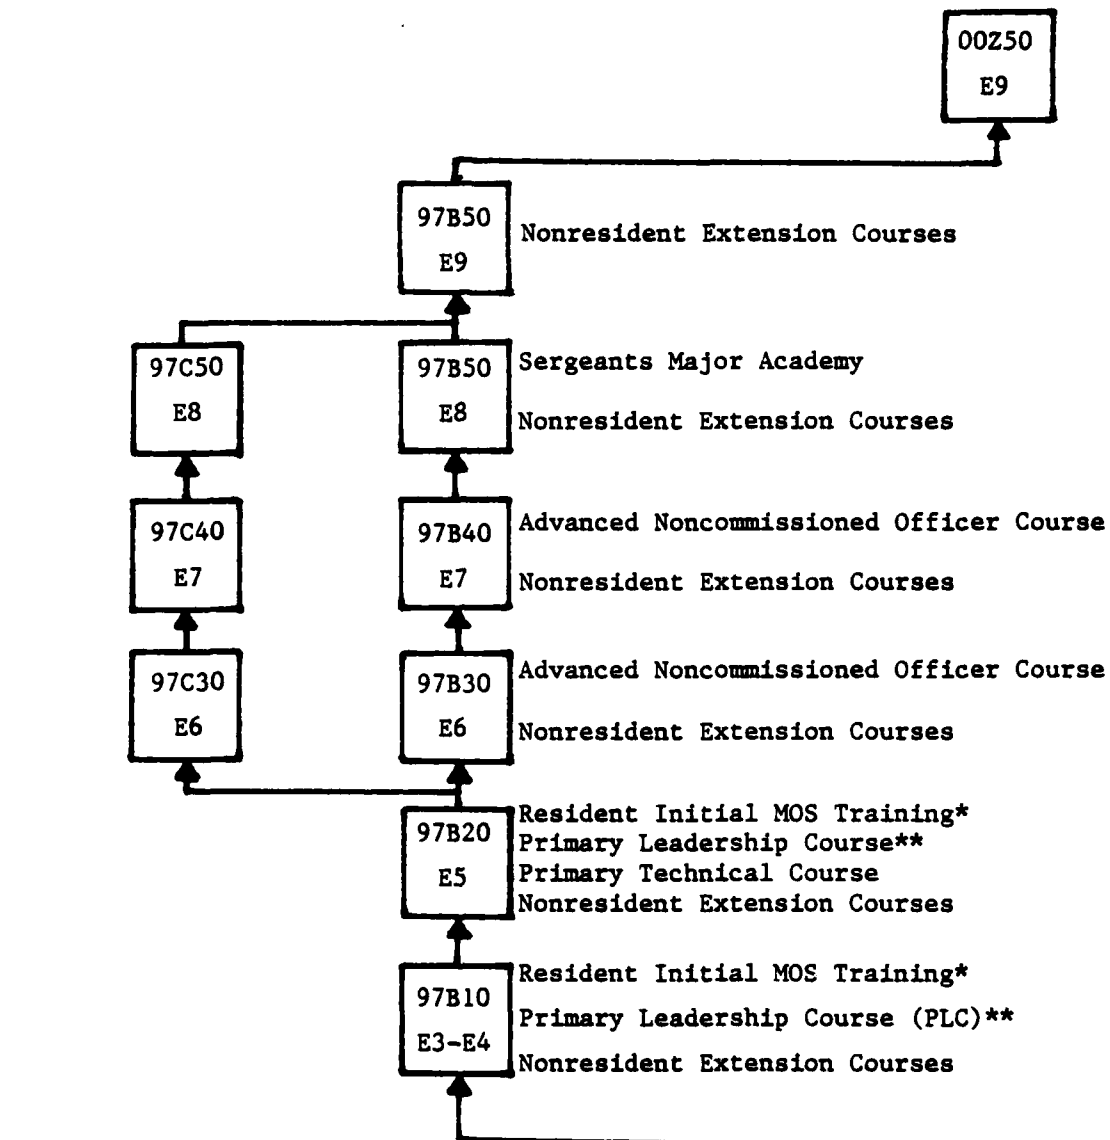 00Z50
E9
97B50
E9
Nonresident Extension Courses
97C50
E8
97B50
E8
Sergeants Major Academy
Nonresident Extension Courses
97C40
E7
97B40
E7
Advanced Noncommissioned Officer Course
Nonresident Extension Courses
97C30
E6
97B30
E6
Advanced Noncommissioned Officer Course
Nonresident Extension Courses
97B20
E5
Resident Initial MOS Training*
Primary Leadership Course**
Primary Technical Course
Nonresident Extension Courses
97B10
E3-E4
Resident Initial MOS Training*
Primary Leadership Course (PLC)**
Nonresident Extension Courses